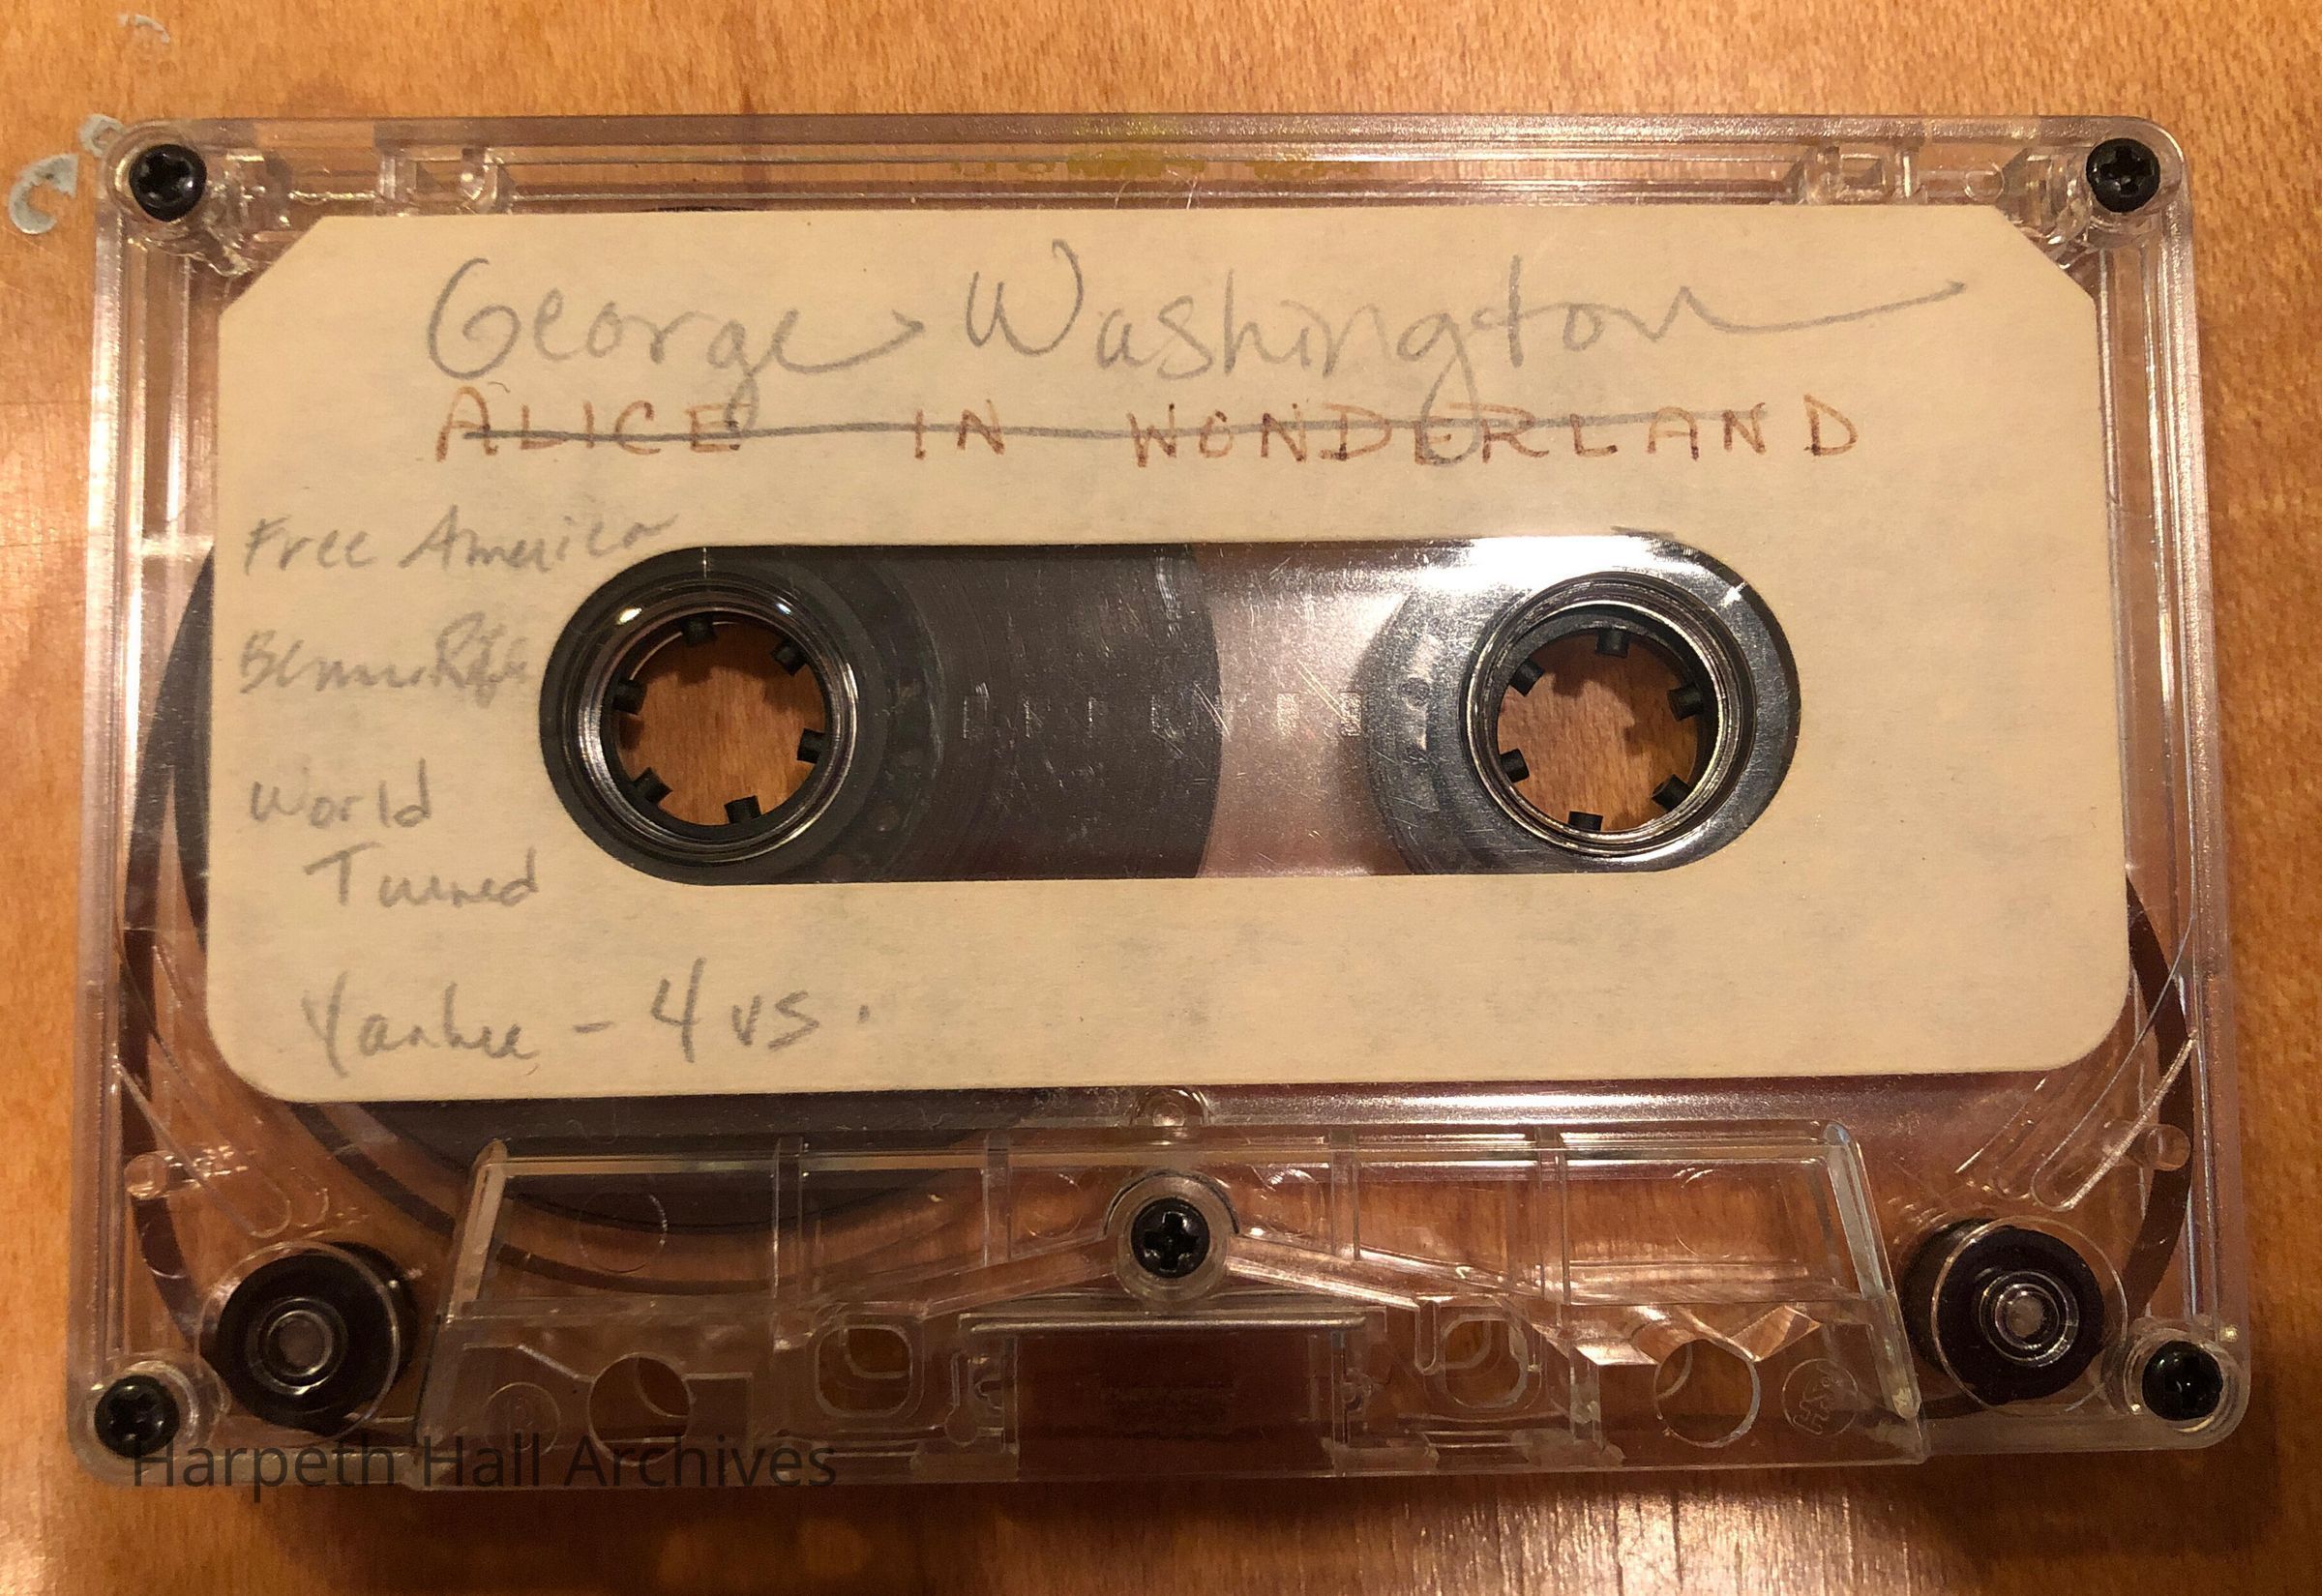 George Washington
ALICE IN WONDERLAND
Free America
World
Turned
Yankee - 4 vs.
Harpeth Hall Archives